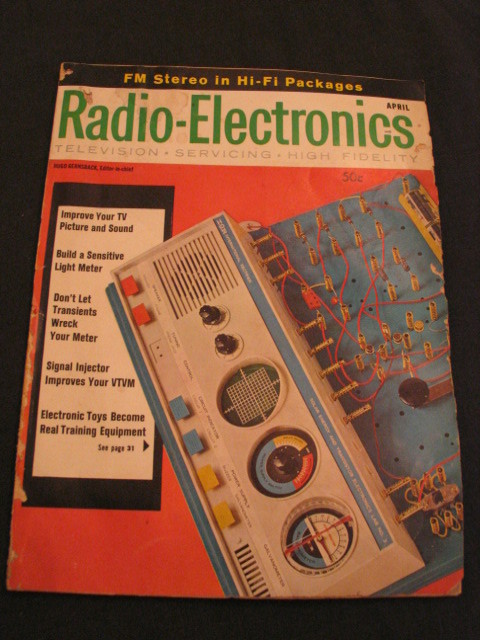 FM Stereo in Hi-Fi Packages
APRIL
Radio-Electronics
TELEVISION • SERVICING • HIGH FIDELITY
HUGO GERNSBACK, Editor-in-chief
50c
Improve Your TV
Picture and Sound
Build a Sensitive
Light Meter
Don't Let
Transients
Wreck
Your Meter
Signal Injector
Improves Your VTVM
Electronic Toys Become
Real Training Equipment
See page 31